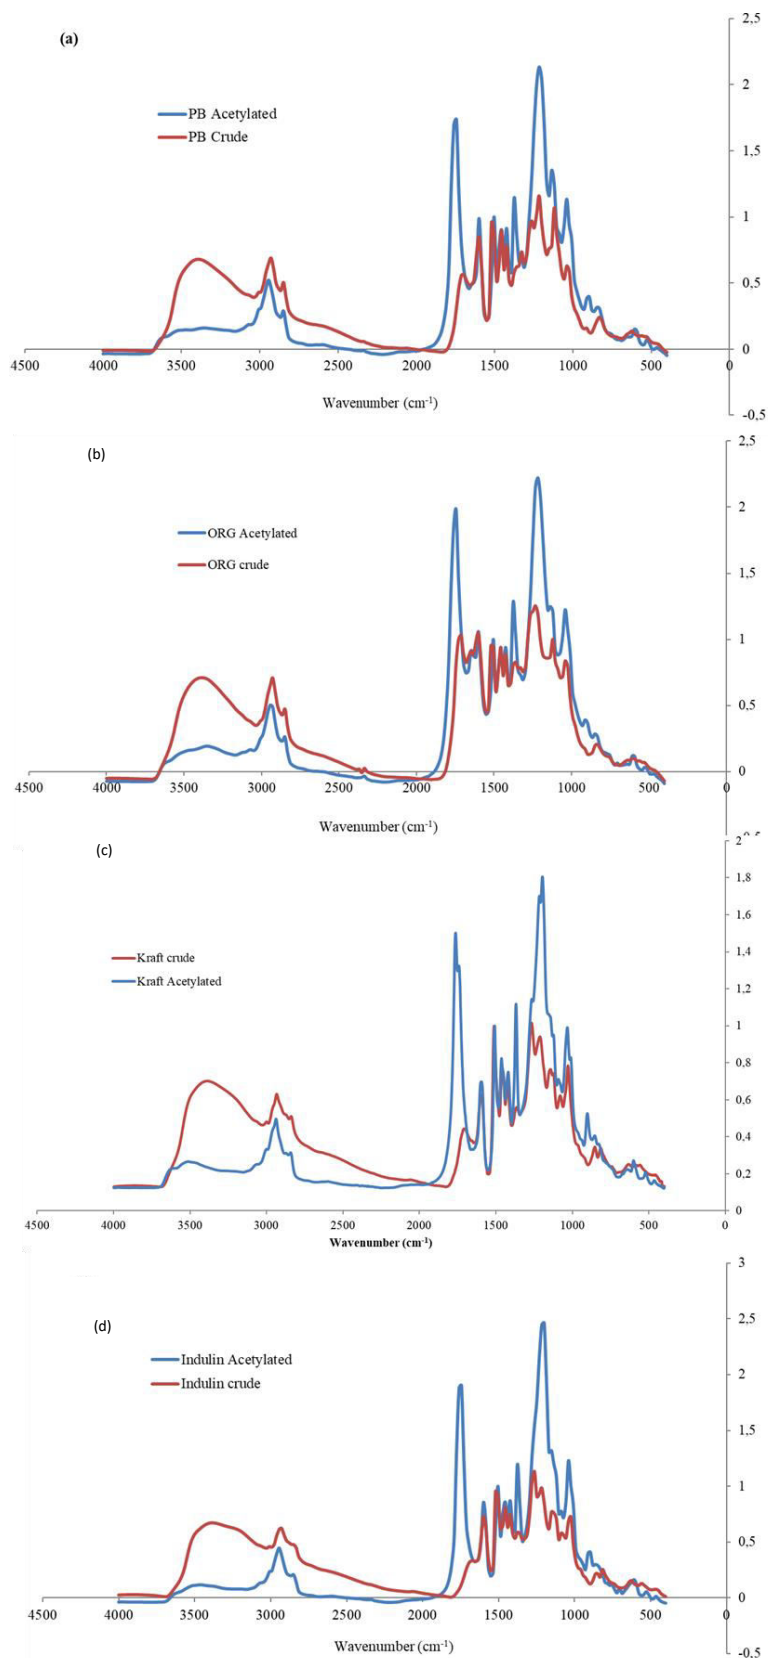 (a)
2,5
2
1,5
1
0,5
0
-0,5
PB Acetylated
PB Crude
4500 4000 3500 3000 2500 2000 1500 1000 500 0
Wavenumber (cm-1)
(b)
2,5
2
1,5
1
0,5
0
ORG Acetylated
ORG crude
4500 4000 3500 3000 2500 2000 1500 1000 500 0
Wavenumber (cm-1)
(c)
2
1,8
1,6
1,4
1,2
1
0,8
0,6
0,4
0,2
0
Kraft crude
Kraft Acetylated
4500 4000 3500 3000 2500 2000 1500 1000 500 0
Wavenumber (cm-1)
(d)
3
2,5
2
1,5
1
0,5
0
-0,5
Indulin Acetylated
Indulin crude
4500 4000 3500 3000 2500 2000 1500 1000 500 0
Wavenumber (cm-1)